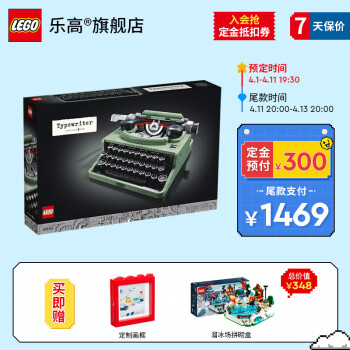 LEGO 乐高®旗舰店
入会抢
定金抵扣券
7 天保价
预定时间
4.1-4.11 19:30
尾款时间
4.11 20:00-4.13 20:00
Typewriter
LEGO
定金预付 ¥300
尾款支付
¥1469
买即赠
定制画框
LEGO
溜冰场拼砌盒
总价值
¥348